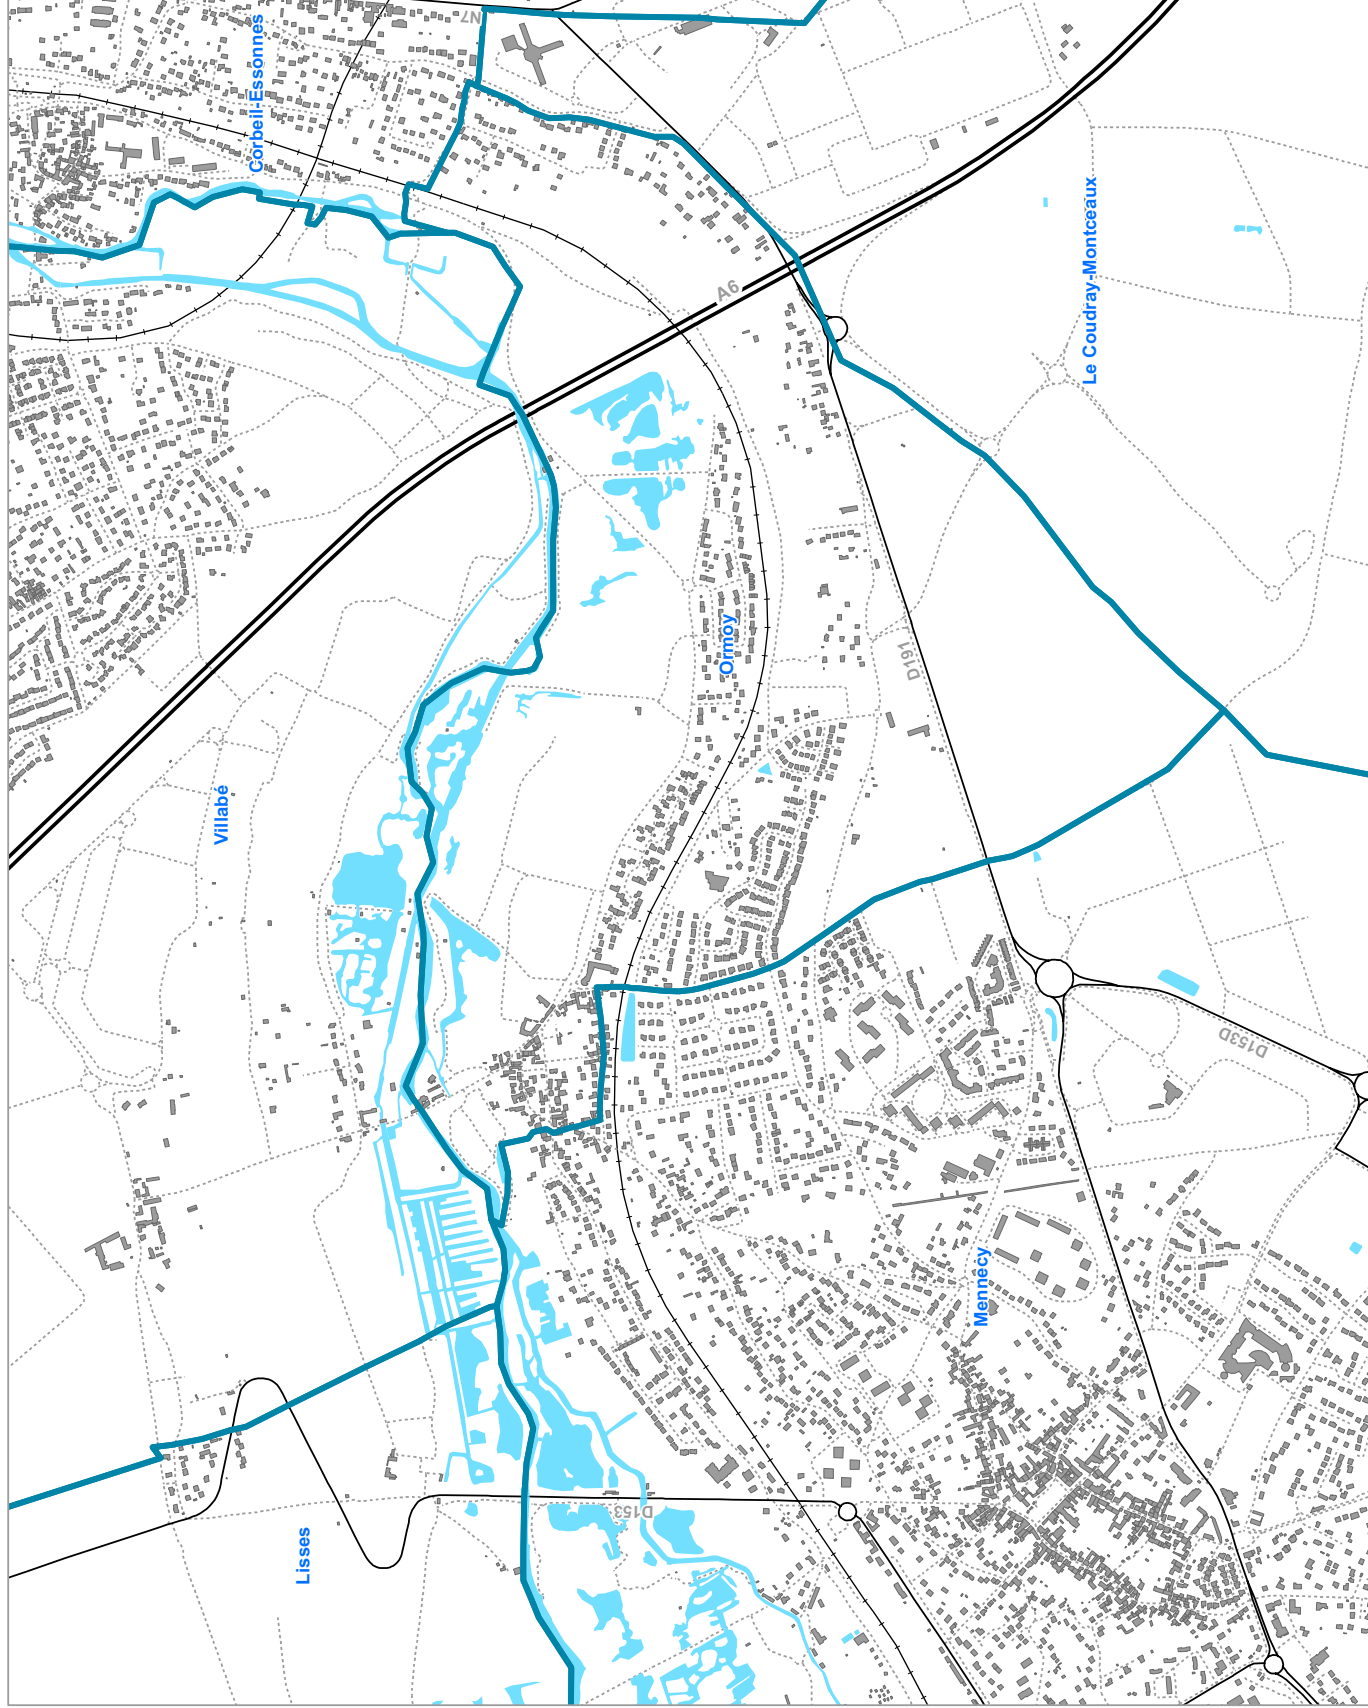 N7
Corbeil-Essonnes
A6
Le Coudray-Montceaux
Ormoy
D191
Villabé
D153D
Mennecy
D153
Lisses